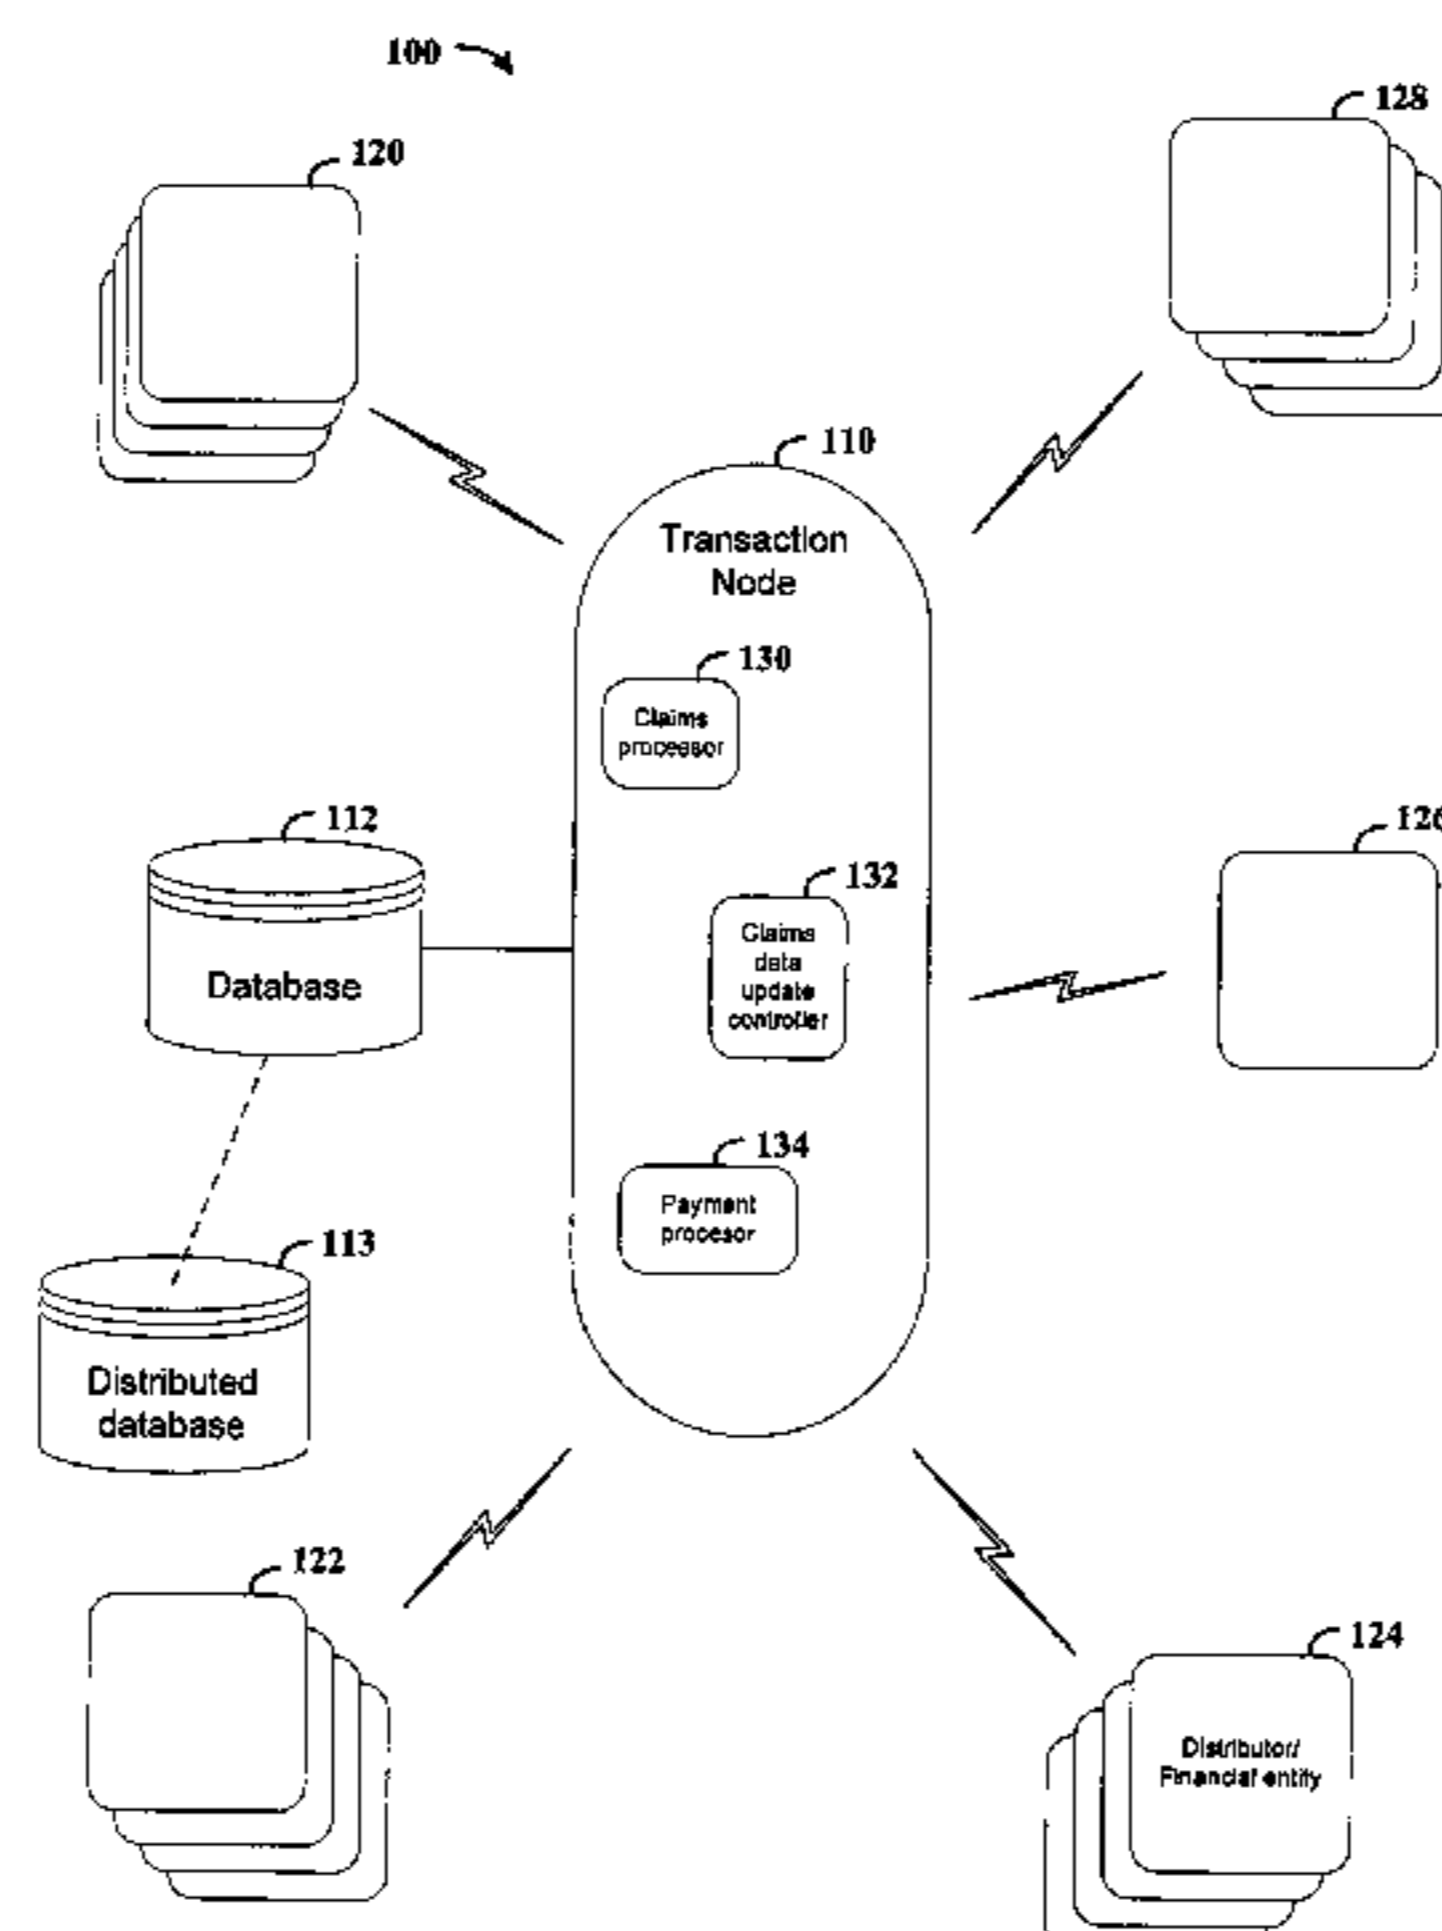 100
128
120
110
Transaction
Node
130
Claims
processor
112
126
132
Database
Claims
data
update
controller
134
Payment
procesor
113
Distributed
database
122
124
Distributor/
Financial entity